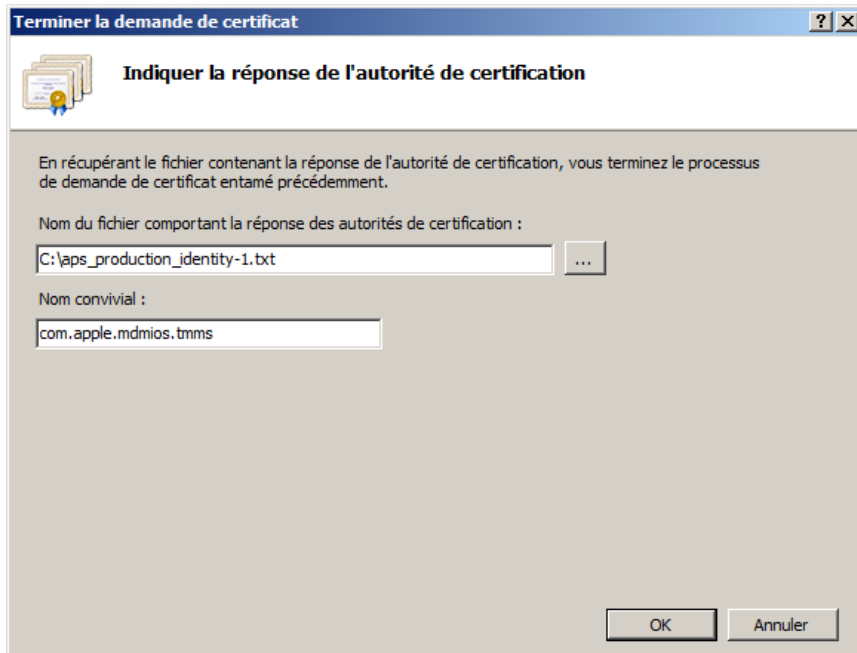 Terminer la demande de certificat
Indiquer la réponse de l'autorité de certification
En récupérant le fichier contenant la réponse de l'autorité de certification, vous terminez le processus
de demande de certificat entamé précédemment.
Nom du fichier comportant la réponse des autorités de certification :
C:\aps_production_identity-1.txt
...
Nom convivial :
com.apple.mdmios.tmms
OK Annuler